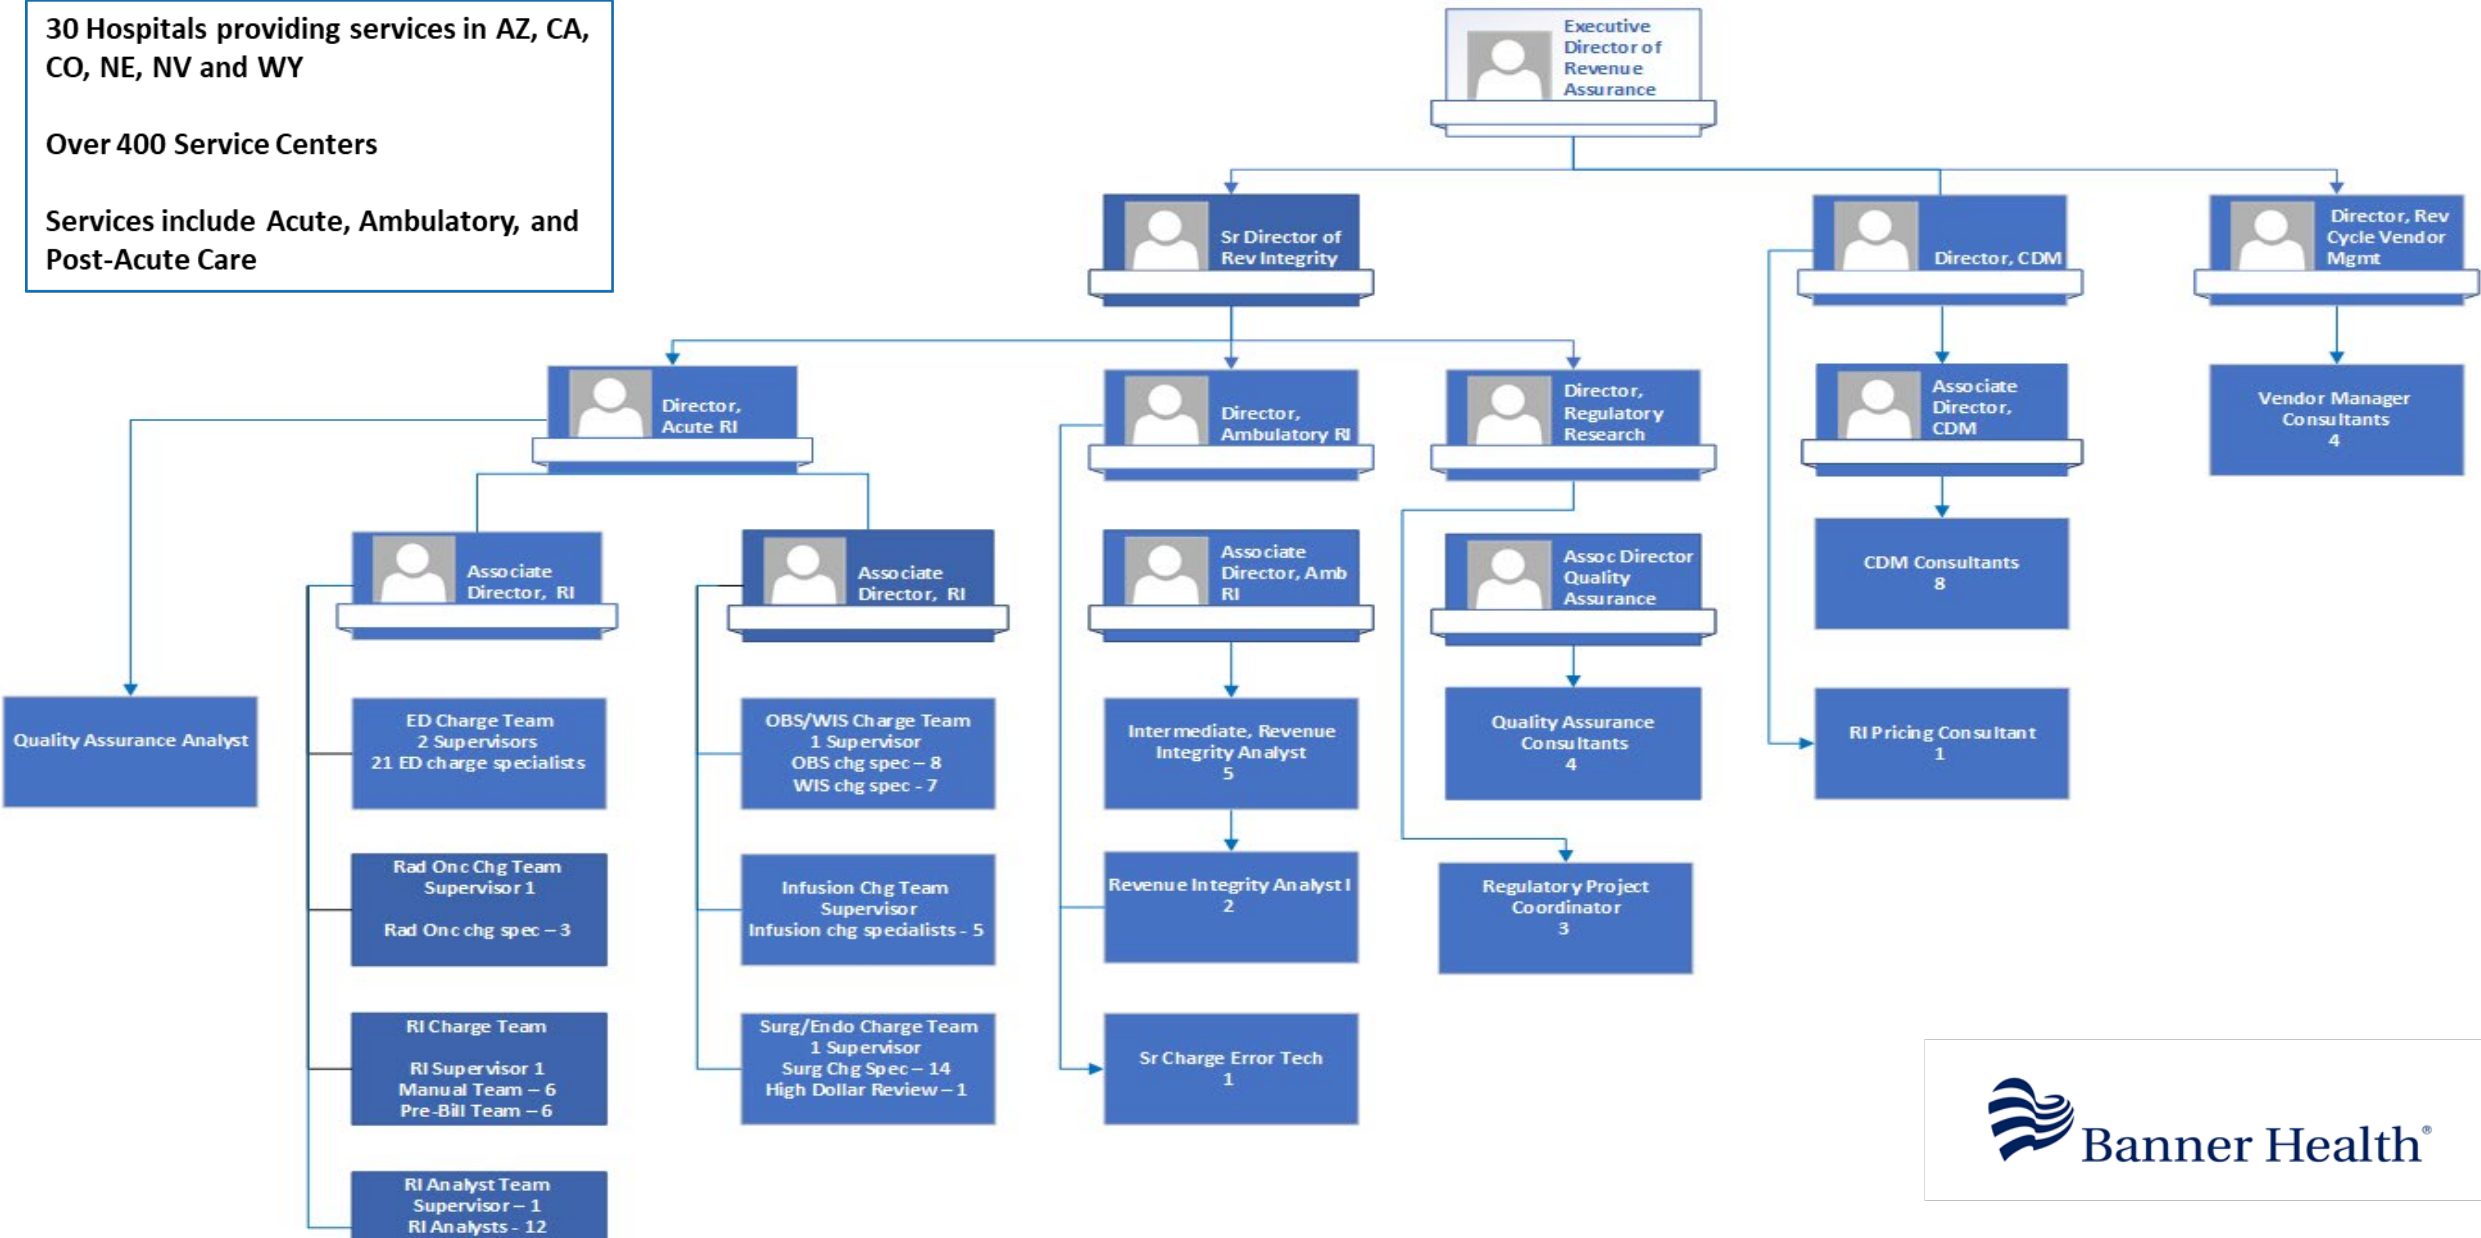 30 Hospitals providing services in AZ, CA,
CO, NE, NV and WY
Over 400 Service Centers
Services include Acute, Ambulatory, and
Post-Acute Care
Executive
Director of
Revenue
Assurance
Sr Director of
Rev Integrity
Director, CDM
Director, Rev
Cycle Vendor
Mgmt
Director,
Acute RI
Director,
Ambulatory RI
Director,
Regulatory
Research
Associate
Director,
CDM
Vendor Manager
Consultants
4
Associate
Director, RI
Associate
Director, RI
Associate
Director, Amb
RI
Assoc Director
Quality
Assurance
CDM Consultants
8
Quality Assurance Analyst
ED Charge Team
2 Supervisors
21 ED charge specialists
OBS/WIS Charge Team
1 Supervisor
OBS chg spec – 8
WIS chg spec - 7
Intermediate, Revenue
Integrity Analyst
5
Quality Assurance
Consultants
4
RI Pricing Consultant
1
Rad Onc Chg Team
Supervisor 1
Rad Onc chg spec – 3
Infusion Chg Team
Supervisor
Infusion chg specialists - 5
Revenue Integrity Analyst I
2
Regulatory Project
Coordinator
3
RI Charge Team
RI Supervisor 1
Manual Team – 6
Pre-Bill Team – 6
Surg/Endo Charge Team
1 Supervisor
Surg Chg Spec – 14
High Dollar Review – 1
Sr Charge Error Tech
1
RI Analyst Team
Supervisor – 1
RI Analysts - 12
Banner Health®